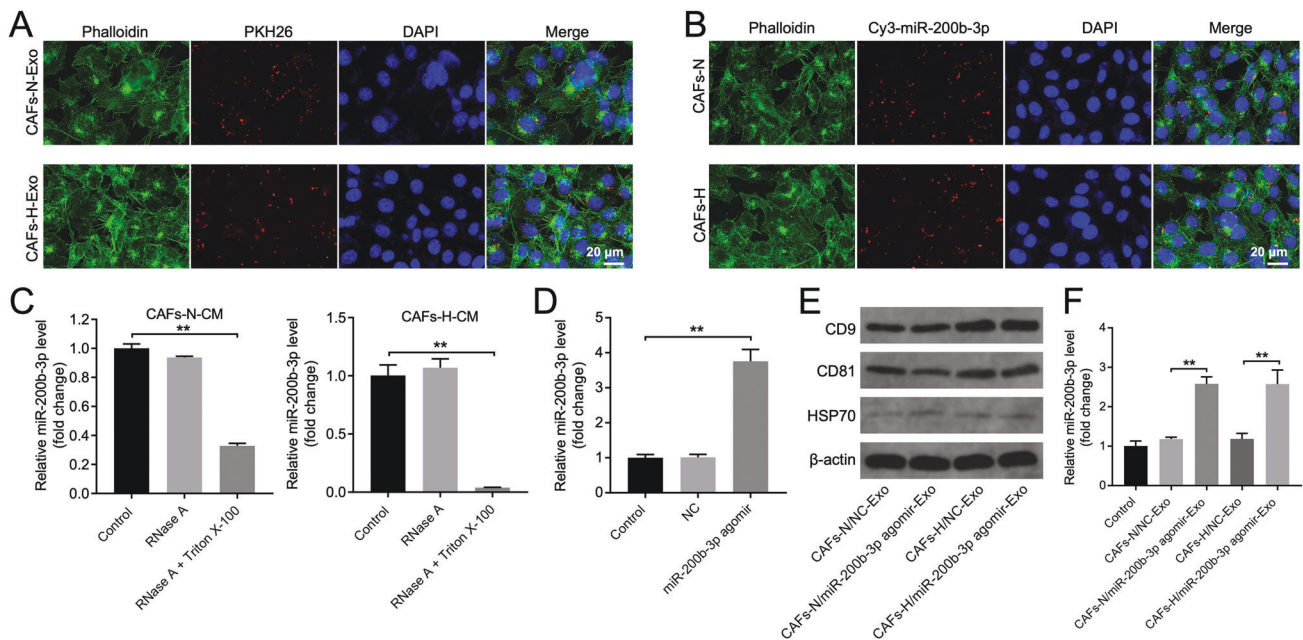 A
Phalloidin PKH26 DAPI Merge
CAFs-N-Exo
CAFs-H-Exo
20 μm
B
Phalloidin Cy3-miR-200b-3p DAPI Merge
CAFs-N
CAFs-H
20 μm
C
CAFs-N-CM
**
Relative miR-200b-3p level
(fold change)
1.2
1.0
0.8
0.6
0.4
0.2
0.0
Control
RNase A
RNase A + Triton X-100
CAFs-H-CM
**
Relative miR-200b-3p level
(fold change)
1.5
1.0
0.5
0.0
Control
RNase A
RNase A + Triton X-100
D
**
Relative miR-200b-3p level
(fold change)
5
4
3
2
1
0
Control
NC
miR-200b-3p agomir
E
CD9
CD81
HSP70
β-actin
CAFs-N/NC-Exo
CAFs-N/miR-200b-3p agomir-Exo
CAFs-H/NC-Exo
CAFs-H/miR-200b-3p agomir-Exo
F
** **
Relative miR-200b-3p level
(fold change)
4
3
2
1
0
Control
CAFs-N/NC-Exo
CAFs-N/miR-200b-3p agomir-Exo
CAFs-H/NC-Exo
CAFs-H/miR-200b-3p agomir-Exo